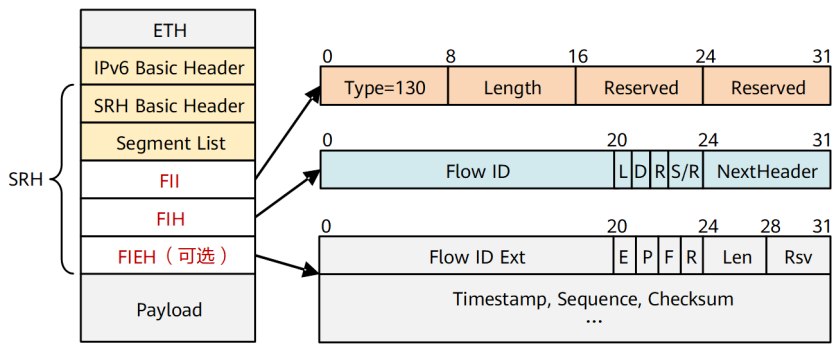 ETH
IPv6 Basic Header
SRH Basic Header
Segment List
FII
FIH
FIEH（可选）
Payload
SRH
0 8 16 24 31
Type=130 Length Reserved Reserved
0 20 24 31
Flow ID L D R S/R NextHeader
0 20 24 28 31
Flow ID Ext E P F R Len Rsv
Timestamp, Sequence, Checksum
...